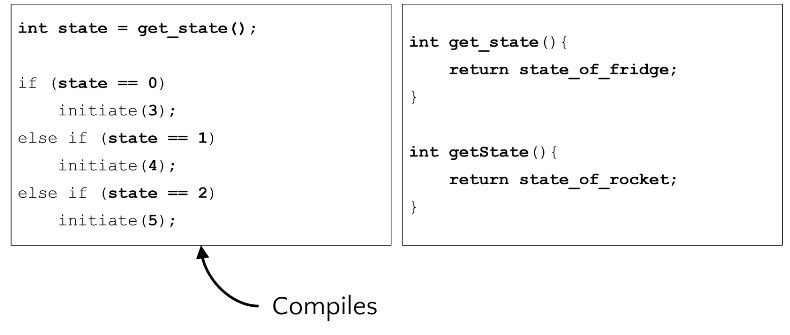 int state = get_state();
if (state == 0)
initiate(3);
else if (state == 1)
initiate(4);
else if (state == 2)
initiate(5);
int get_state(){
return state_of_fridge;
}
int getState(){
return state_of_rocket;
}
Compiles